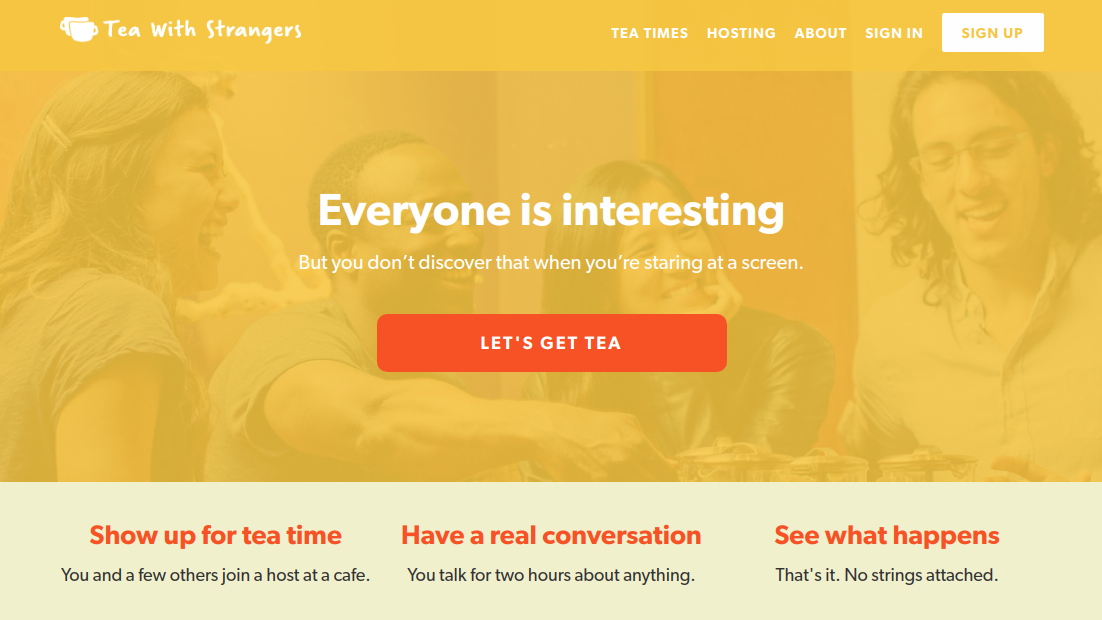 Tea With Strangers
TEA TIMES HOSTING ABOUT SIGN IN SIGN UP
Everyone is interesting
But you don’t discover that when you’re staring at a screen.
LET'S GET TEA
Show up for tea time
You and a few others join a host at a cafe.
Have a real conversation
You talk for two hours about anything.
See what happens
That's it. No strings attached.